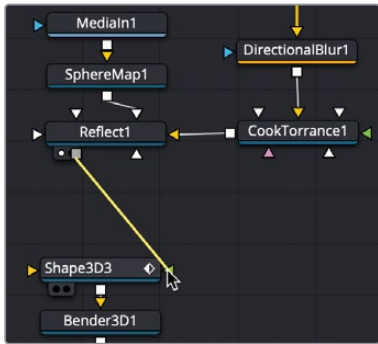 MediaIn1
DirectionalBlur1
SphereMap1
Reflect1
CookTorrance1
Shape3D3
Bender3D1